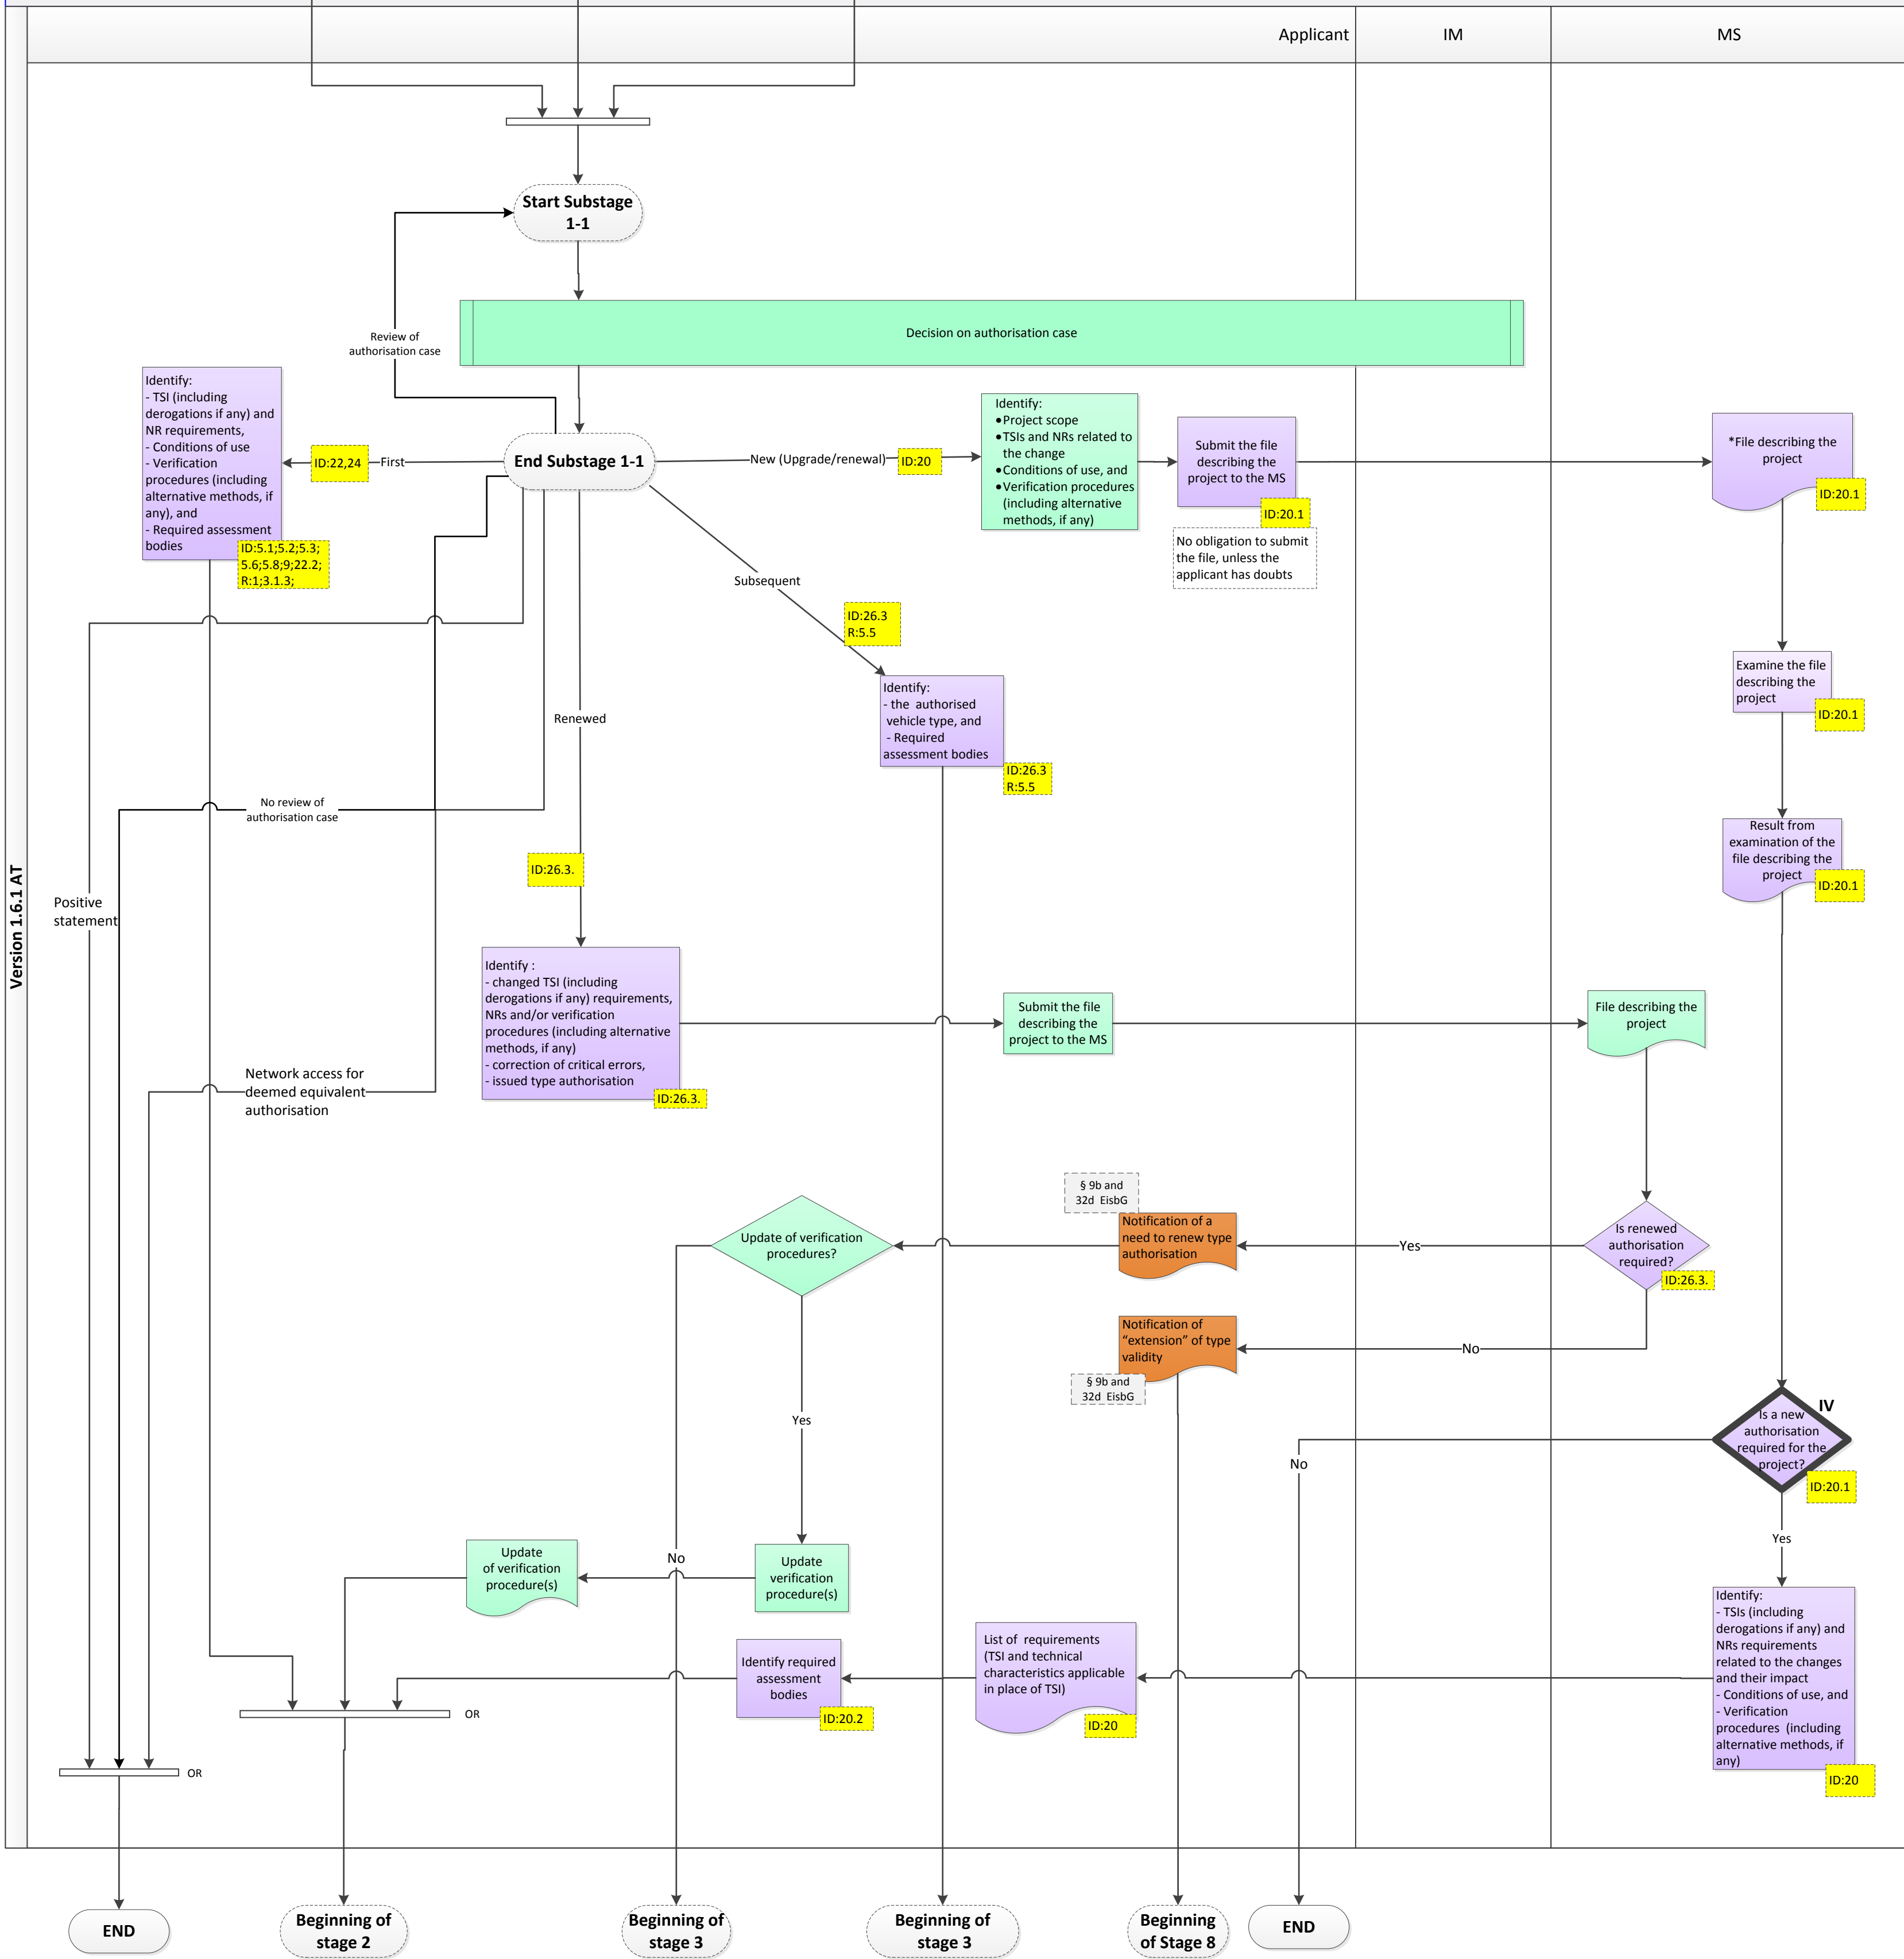 Applicant
IM
MS
Version 1.6.1 AT
Start Substage
1-1
Decision on authorisation case
Review of
authorisation case
Identify:
- TSI (including
derogations if any) and
NR requirements,
- Conditions of use
- Verification
procedures (including
alternative methods, if
any), and
- Required assessment
bodies
ID:5.1;5.2;5.3;
5.6;5.8;9;22.2;
R:1;3.1.3;
ID:22,24
First
End Substage 1-1
New (Upgrade/renewal)
ID:20
Identify:
•Project scope
•TSIs and NRs related to
the change
•Conditions of use, and
•Verification procedures
(including alternative
methods, if any)
Submit the file
describing the
project to the MS
ID:20.1
No obligation to submit
the file, unless the
applicant has doubts
*File describing the
project
ID:20.1
Subsequent
ID:26.3
R:5.5
Identify:
- the authorised
vehicle type, and
- Required
assessment bodies
ID:26.3
R:5.5
Examine the file
describing the
project
ID:20.1
Renewed
No review of
authorisation case
ID:26.3.
Result from
examination of the
file describing the
project
ID:20.1
Positive
statement
Identify :
- changed TSI (including
derogations if any) requirements,
NRs and/or verification
procedures (including alternative
methods, if any)
- correction of critical errors,
- issued type authorisation
ID:26.3.
Submit the file
describing the
project to the MS
File describing the
project
Network access for
deemed equivalent
authorisation
§ 9b and
32d EisbG
Notification of a
need to renew type
authorisation
Update of verification
procedures?
Yes
Is renewed
authorisation
required?
ID:26.3.
Notification of
“extension” of type
validity
§ 9b and
32d EisbG
No
Yes
IV
Is a new
authorisation
required for the
project?
ID:20.1
No
Yes
Update
of verification
procedure(s)
No
Update
verification
procedure(s)
Identify required
assessment
bodies
ID:20.2
List of requirements
(TSI and technical
characteristics applicable
in place of TSI)
ID:20
Identify:
- TSIs (including
derogations if any) and
NRs requirements
related to the changes
and their impact
- Conditions of use, and
- Verification
procedures (including
alternative methods, if
any)
ID:20
OR
OR
END
Beginning of
stage 2
Beginning of
stage 3
Beginning of
stage 3
Beginning
of Stage 8
END